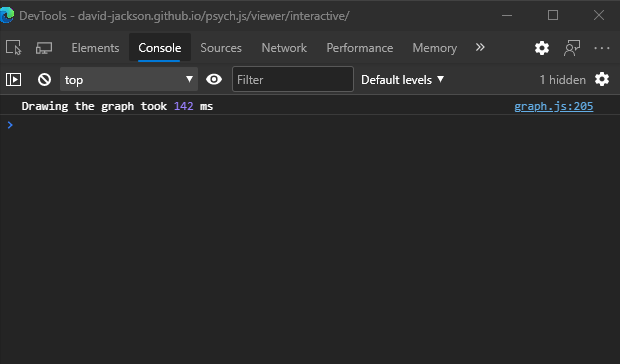 DevTools - david-jackson.github.io/psych.js/viewer/interactive/
Elements Console Sources Network Performance Memory »
top ▼ Filter Default levels ▼ 1 hidden
Drawing the graph took 142 ms graph.js:205
>